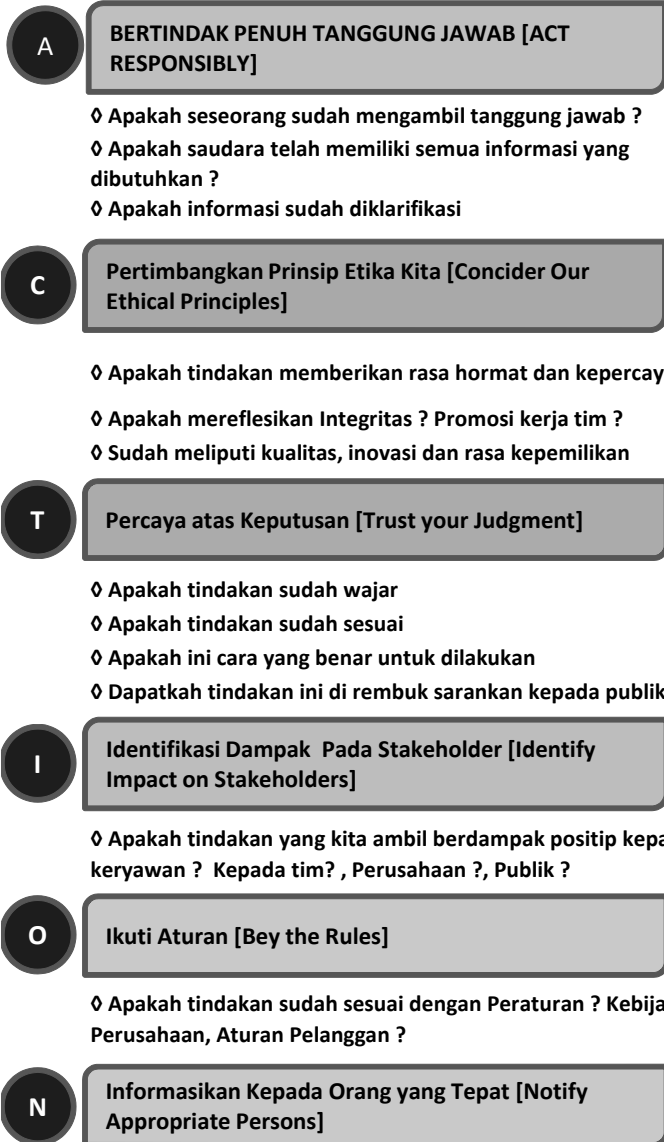 A
BERTINDAK PENUH TANGGUNG JAWAB [ACT
RESPONSIBLY]
◊ Apakah seseorang sudah mengambil tanggung jawab ?
◊ Apakah saudara telah memiliki semua informasi yang
dibutuhkan ?
◊ Apakah informasi sudah diklarifikasi
C
Pertimbangkan Prinsip Etika Kita [Concider Our
Ethical Principles]
◊ Apakah tindakan memberikan rasa hormat dan kepercay
◊ Apakah mereflesikan Integritas ? Promosi kerja tim ?
◊ Sudah meliputi kualitas, inovasi dan rasa kepemilikan
T
Percaya atas Keputusan [Trust your Judgment]
◊ Apakah tindakan sudah wajar
◊ Apakah tindakan sudah sesuai
◊ Apakah ini cara yang benar untuk dilakukan
◊ Dapatkah tindakan ini di rembuk sarankan kepada publik
I
Identifikasi Dampak Pada Stakeholder [Identify
Impact on Stakeholders]
◊ Apakah tindakan yang kita ambil berdampak positip kepa
keryawan ? Kepada tim? , Perusahaan ?, Publik ?
O
Ikuti Aturan [Bey the Rules]
◊ Apakah tindakan sudah sesuai dengan Peraturan ? Kebija
Perusahaan, Aturan Pelanggan ?
N
Informasikan Kepada Orang yang Tepat [Notify
Appropriate Persons]